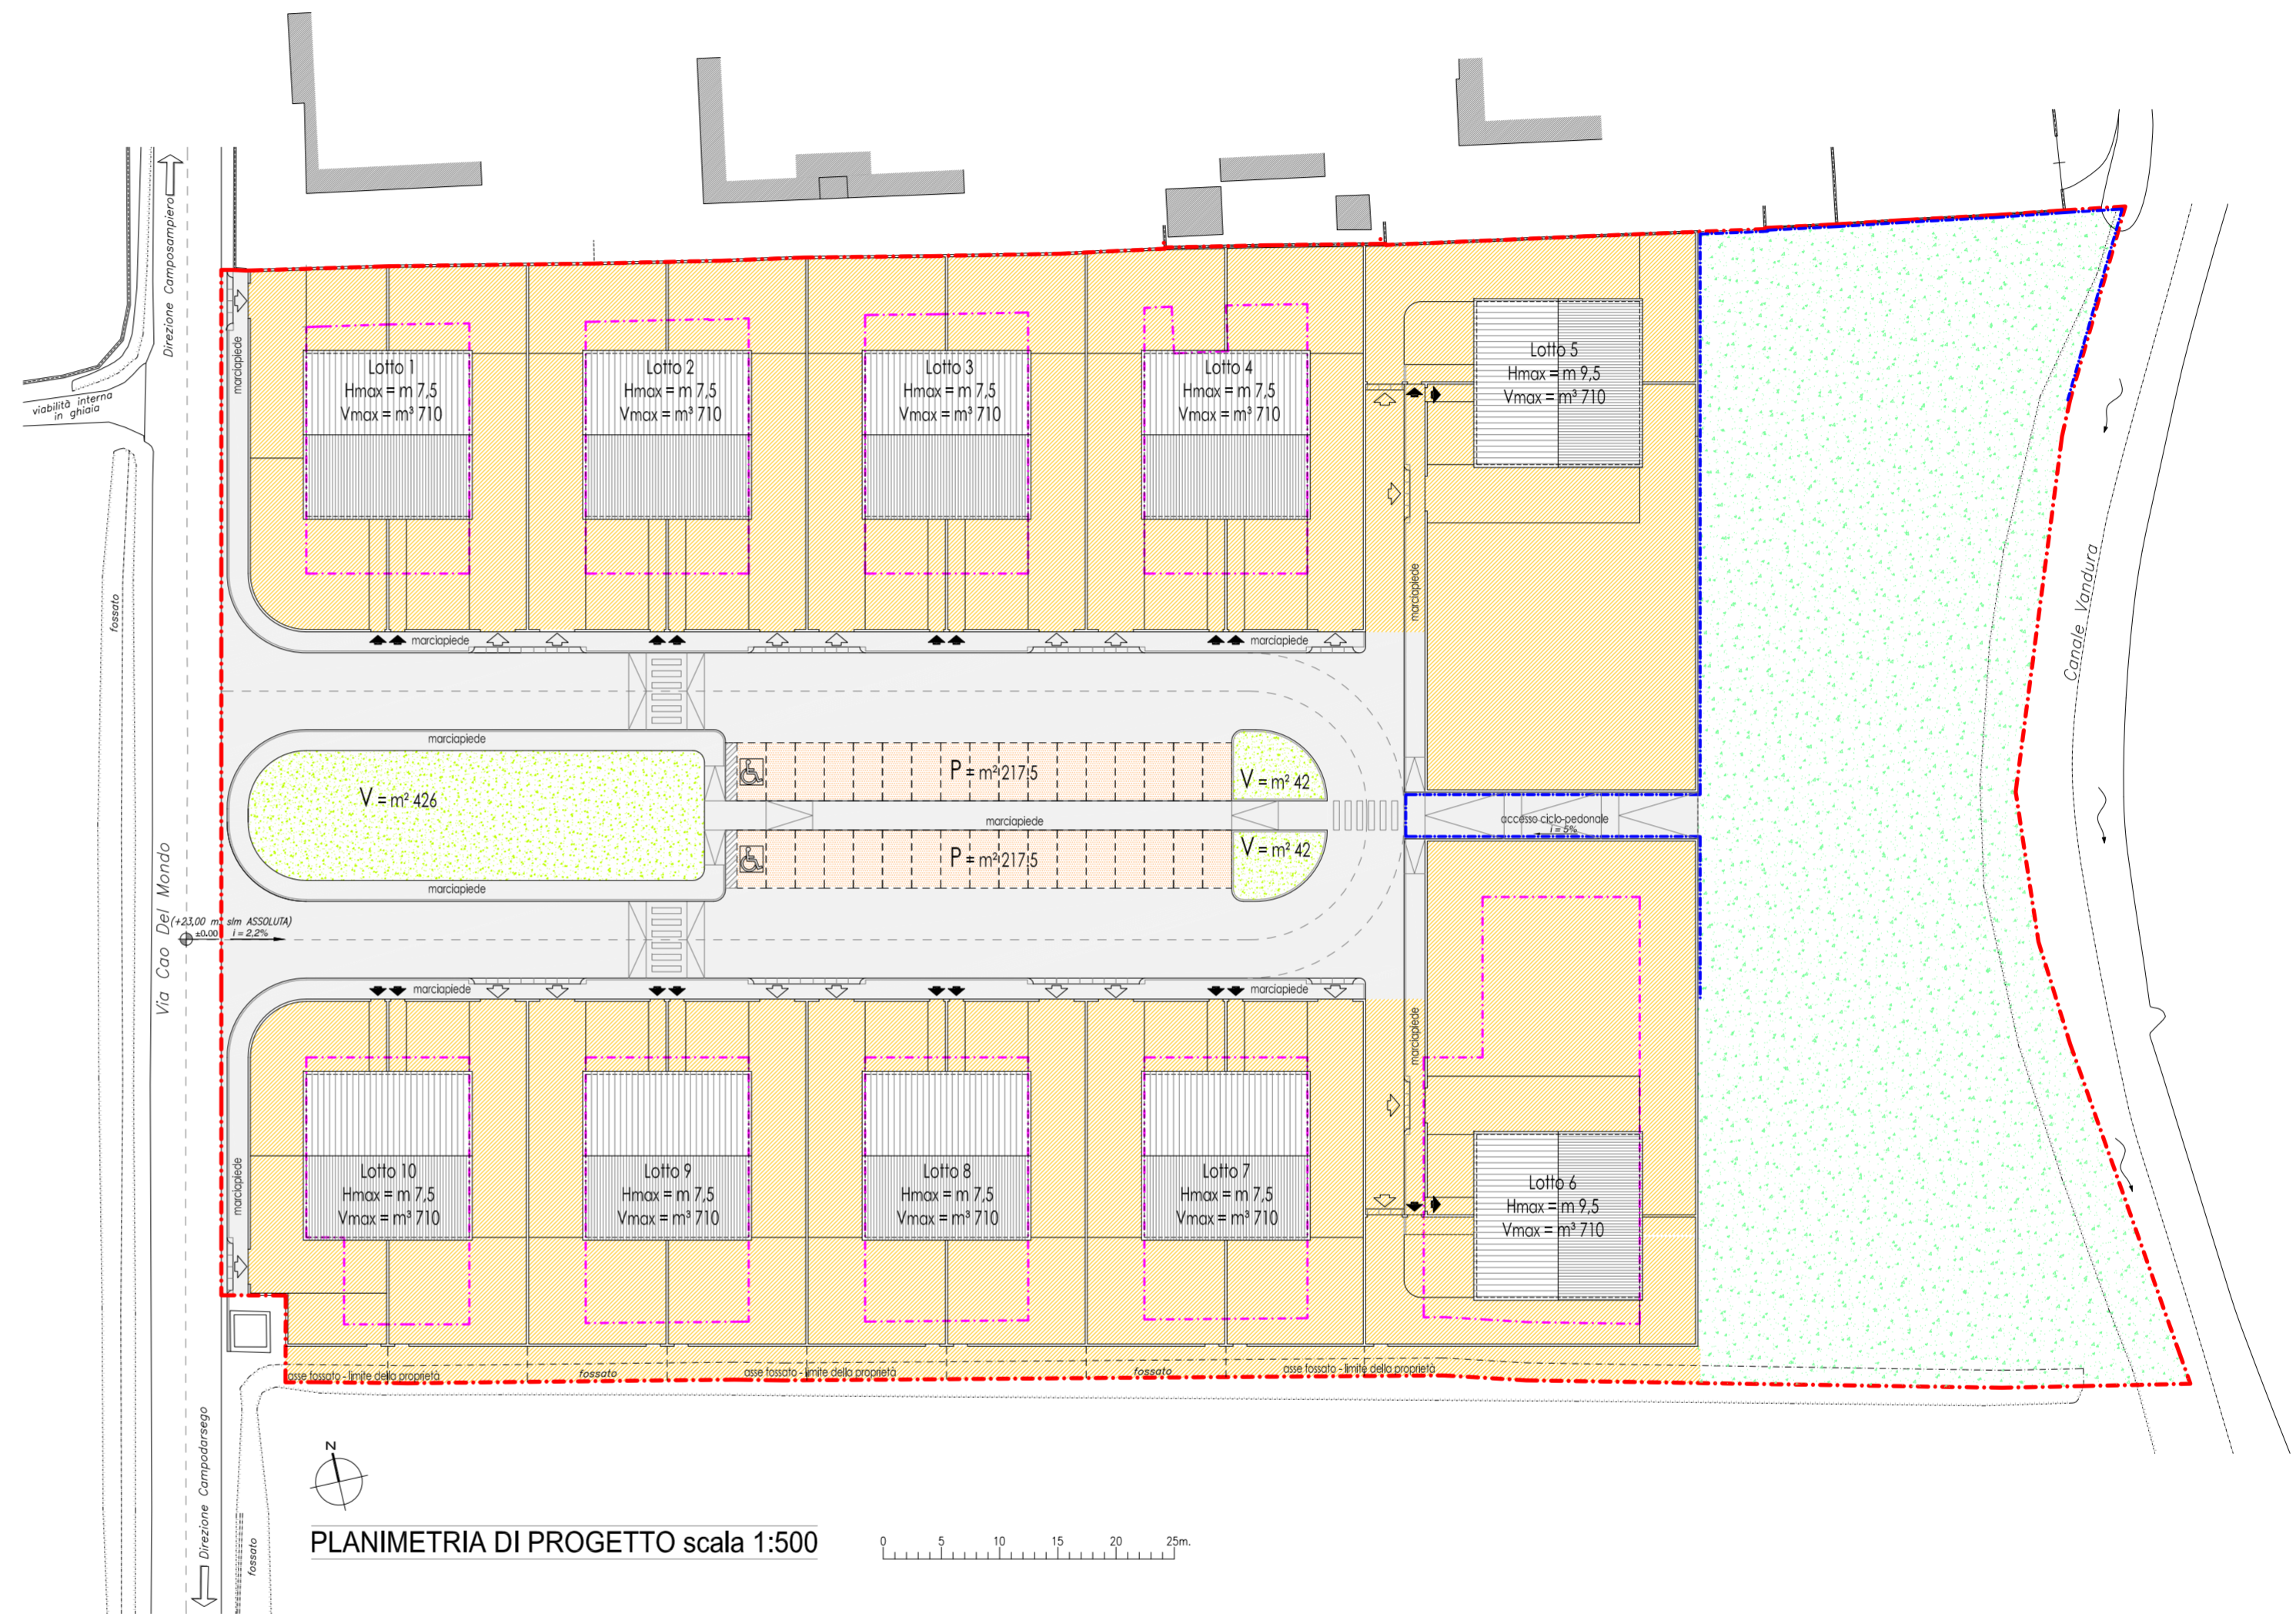 Direzione Camposampiero
viabilità interna
in ghiaia
marciapiede
Lotto 1
Hmax = m 7,5
Vmax = m³ 710
Lotto 2
Hmax = m 7,5
Vmax = m³ 710
Lotto 3
Hmax = m 7,5
Vmax = m³ 710
Lotto 4
Hmax = m 7,5
Vmax = m³ 710
Lotto 5
Hmax = m 9,5
Vmax = m³ 710
fossato
marciapiede
marciapiede
marciapiede
Canale Vandura
marciapiede
V = m² 426
marciapiede
P = m² 217,5
V = m² 42
marciapiede
accesso ciclo-pedonale
i = 5%
P = m² 217,5
V = m² 42
Via Cao Del Mondo
(+23,00 m. slm ASSOLUTA)
±0.00 i = 2,2%
marciapiede
marciapiede
marciapiede
marciapiede
Lotto 10
Hmax = m 7,5
Vmax = m³ 710
Lotto 9
Hmax = m 7,5
Vmax = m³ 710
Lotto 8
Hmax = m 7,5
Vmax = m³ 710
Lotto 7
Hmax = m 7,5
Vmax = m³ 710
Lotto 6
Hmax = m 9,5
Vmax = m³ 710
asse fossato - limite della proprietà
fossato
asse fossato - limite della proprietà
fossato
asse fossato - limite della proprietà
Direzione Campodarsego
fossato
N
PLANIMETRIA DI PROGETTO scala 1:500
0 5 10 15 20 25m.